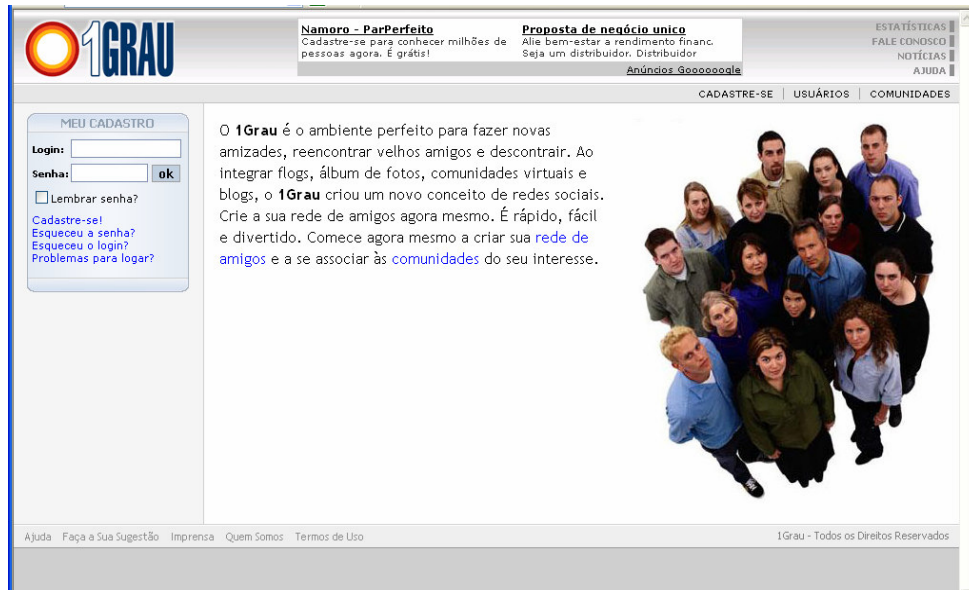 1GRAU
Namoro - ParPerfeito
Cadastre-se para conhecer milhões de
pessoas agora. É grátis!
Proposta de negócio unico
Alie bem-estar a rendimento financ.
Seja um distribuidor. Distribuidor
Anúncios Goooooogle
ESTATÍSTICAS
FALE CONOSCO
NOTÍCIAS
AJUDA
CADASTRE-SE | USUÁRIOS | COMUNIDADES
MEU CADASTRO
Login:
Senha: ok
Lembrar senha?
Cadastre-se!
Esqueceu a senha?
Esqueceu o login?
Problemas para logar?
O 1Grau é o ambiente perfeito para fazer novas
amizades, reencontrar velhos amigos e descontrair. Ao
integrar flogs, álbum de fotos, comunidades virtuais e
blogs, o 1Grau criou um novo conceito de redes sociais.
Crie a sua rede de amigos agora mesmo. É rápido, fácil
e divertido. Comece agora mesmo a criar sua rede de
amigos e a se associar às comunidades do seu interesse.
Ajuda Faça a Sua Sugestão Imprensa Quem Somos Termos de Uso
1Grau - Todos os Direitos Reservados